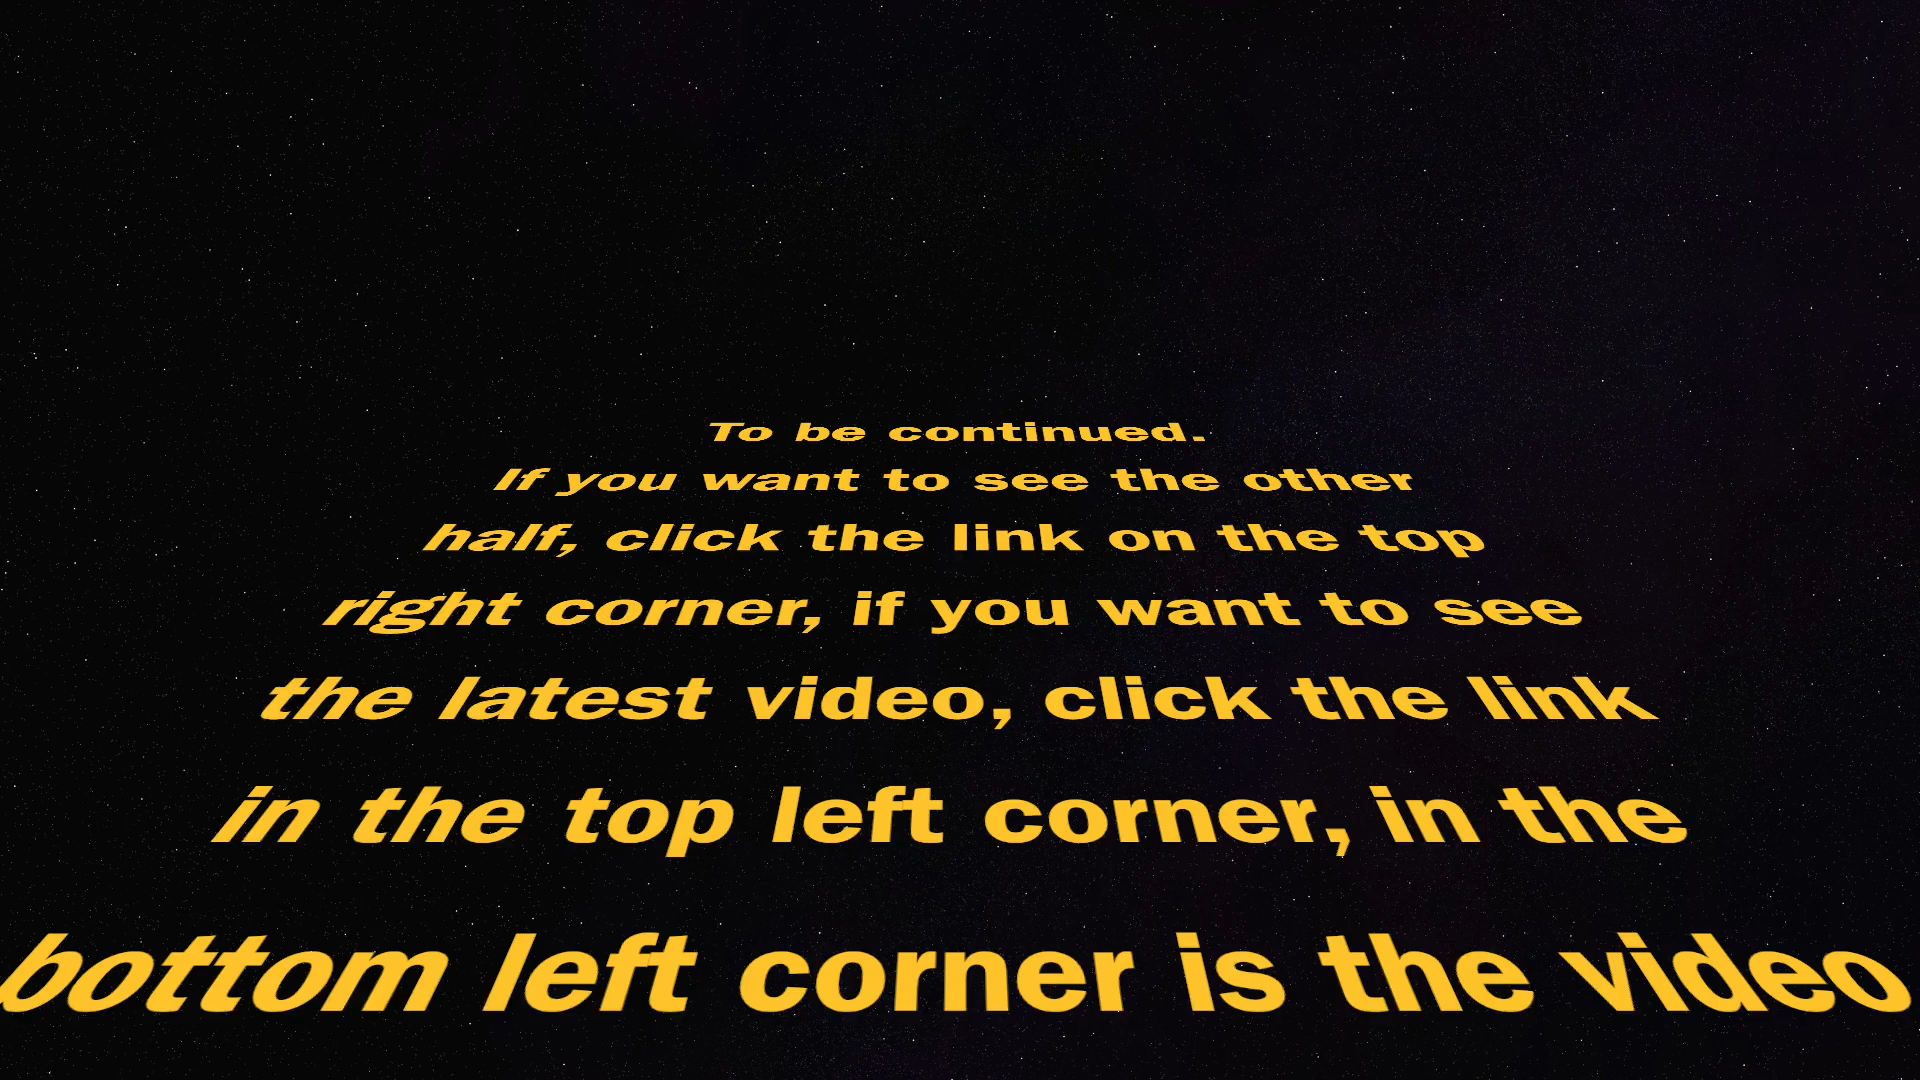 To be continued.
If you want to see the other
half, click the link on the top
right corner, if you want to see
the latest video, click the link
in the top left corner, in the
bottom left corner is the video